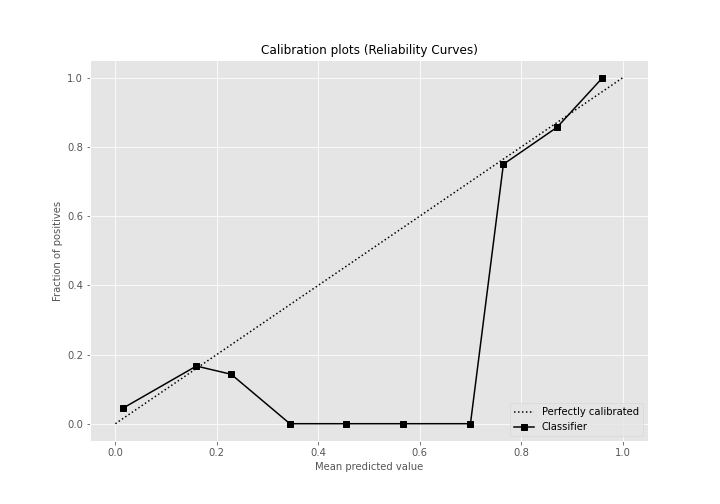 Calibration plots (Reliability Curves)
1.0
0.8
0.6
0.4
0.2
0.0
Fraction of positives
Perfectly calibrated
Classifier
0.0 0.2 0.4 0.6 0.8 1.0
Mean predicted value